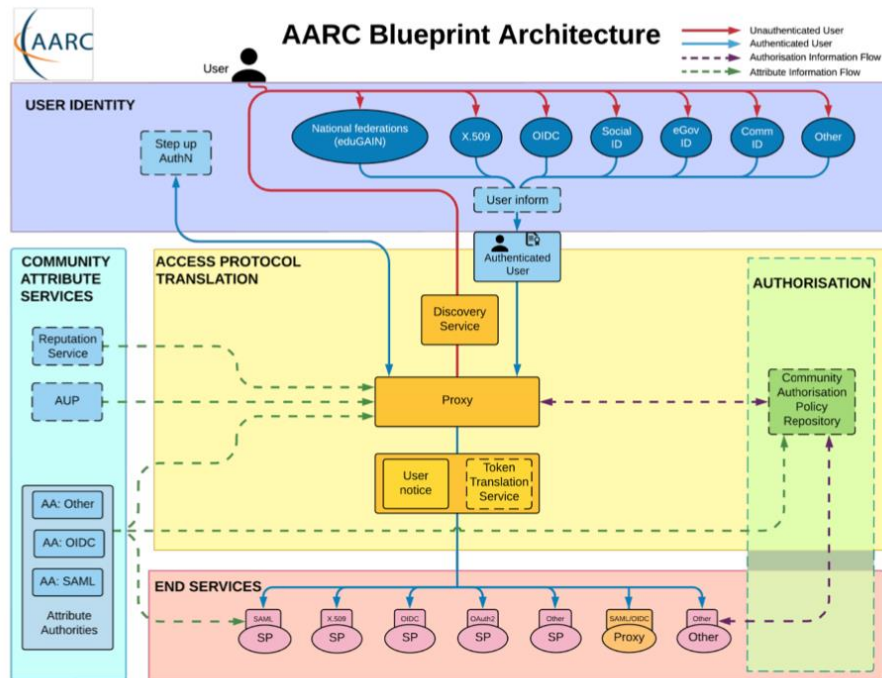 AARC
AARC Blueprint Architecture
Unauthenticated User
Authenticated User
Authorisation Information Flow
Attribute Information Flow
User
USER IDENTITY
Step up
AuthN
National federations
(eduGAIN)
X.509
OIDC
Social
ID
eGov
ID
Comm
ID
Other
User inform
Authenticated
User
COMMUNITY
ATTRIBUTE
SERVICES
ACCESS PROTOCOL
TRANSLATION
AUTHORISATION
Discovery
Service
Reputation
Service
AUP
Proxy
Community
Authorisation
Policy
Repository
User
notice
Token
Translation
Service
AA: Other
AA: OIDC
AA: SAML
Attribute
Authorities
END SERVICES
SAML
SP
X.509
SP
OIDC
SP
OAuth2
SP
Other
SP
SAML/OIDC
Proxy
Other
Other